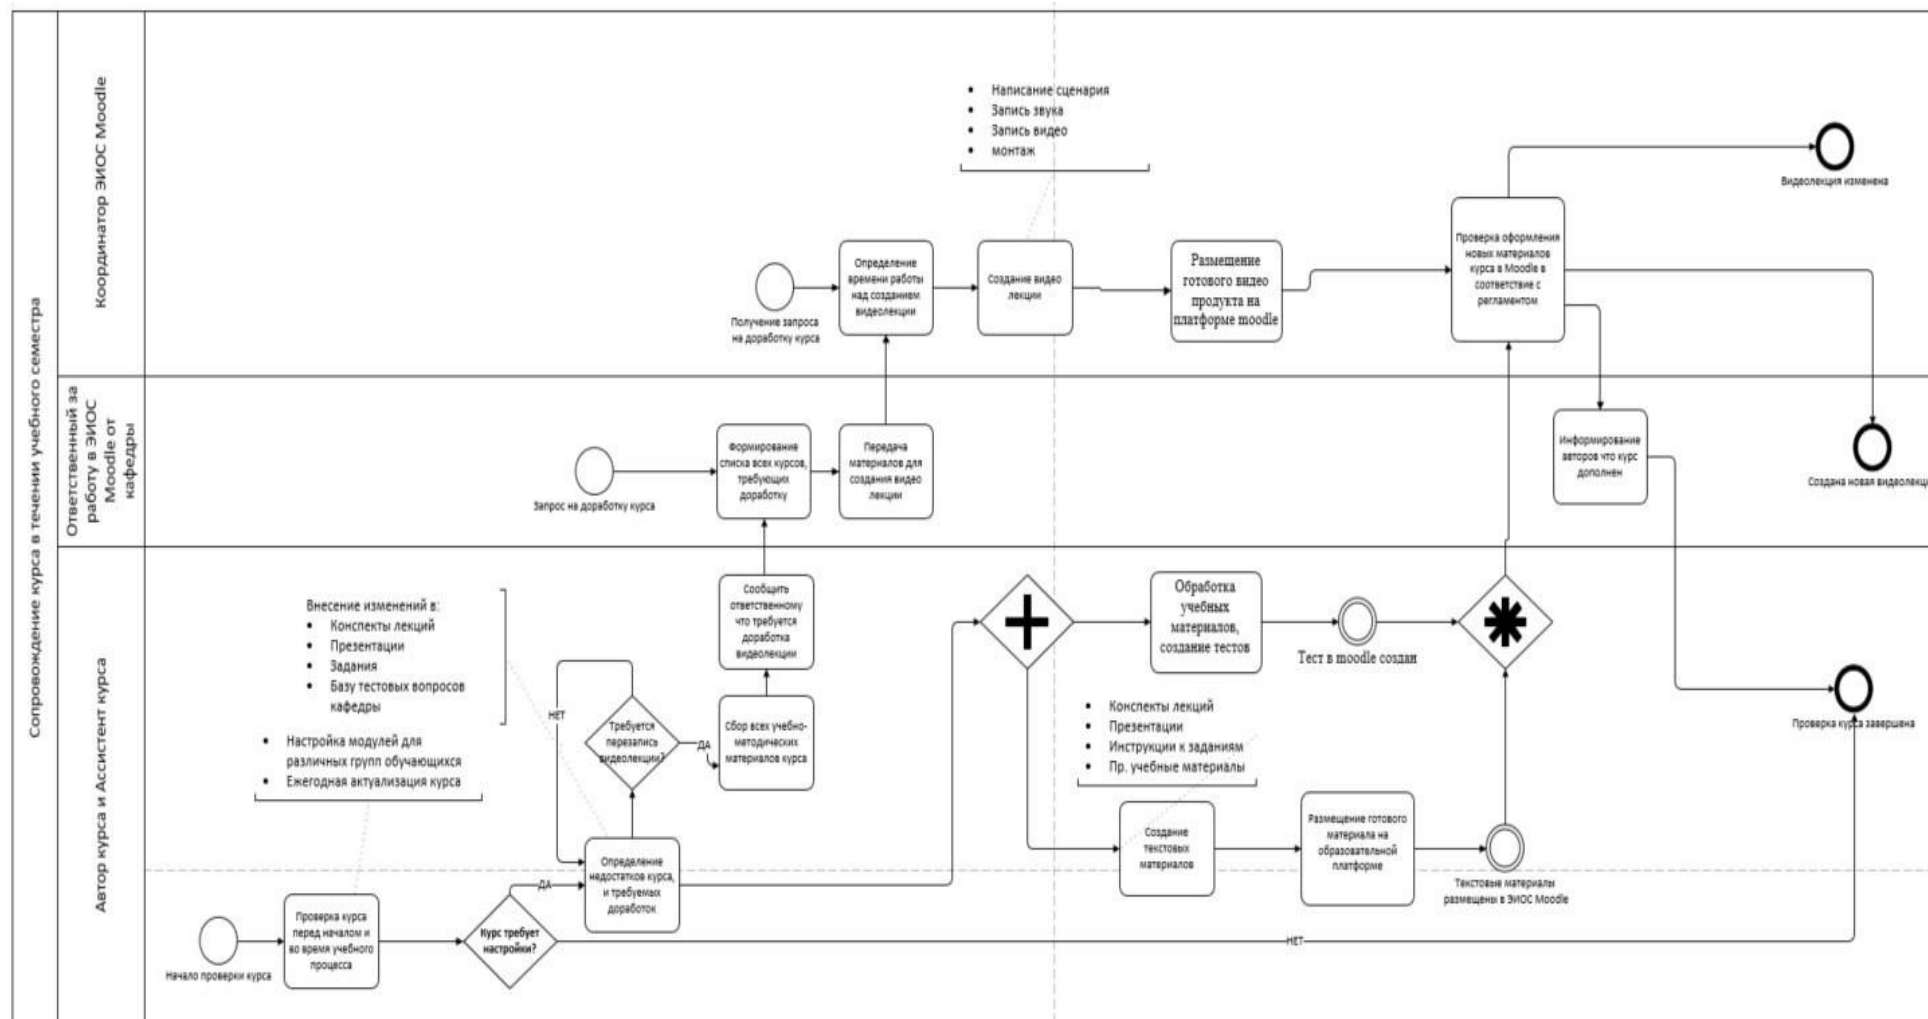 Сопровождение курса в течении учебного семестра
Координатор ЭИОС Moodle
• Написание сценария
• Запись звука
• Запись видео
• монтаж
Видеолекция изменена
Получение запроса
на доработку курса
Определение
времени работы
над созданием
видеолекции
Создание видео
лекции
Размещение
готового видео
продукта на
платформе moodle
Проверка оформления
новых материалов
курса в Moodle в
соответствие с
регламентом
Ответственный за
работу в ЭИОС
Moodle от
кафедры
Запрос на доработку курса
Формирование
списка всех курсов,
требующих
доработку
Передача
материалов для
создания видео
лекции
Информирование
авторов что курс
дополнен
Создана новая видеолекци
Автор курса и Ассистент курса
Внесение изменений в:
• Конспекты лекций
• Презентации
• Задания
• Базу тестовых вопросов
кафедры
• Настройка модулей для
различных групп обучающихся
• Ежегодная актуализация курса
Сообщить
ответственному
что требуется
доработка
видеолекции
НЕТ
Требуется
перезапись
видеолекции?
ДА
Сбор всех учебно-
методических
материалов курса
Обработка
учебных
материалов,
создание тестов
Тест в moodle создан
• Конспекты лекций
• Презентации
• Инструкции к заданиям
• Пр. учебные материалы
Проверка курса завершена
Создание
текстовых
материалов
Размещение готового
материала на
образовательной
платформе
Текстовые материалы
размещены в ЭИОС Moodle
Определение
недостатков курса,
и требуемых
доработок
ДА
Начало проверки курса
Проверка курса
перед началом и
во время учебного
процесса
Курс требует
настройки?
НЕТ